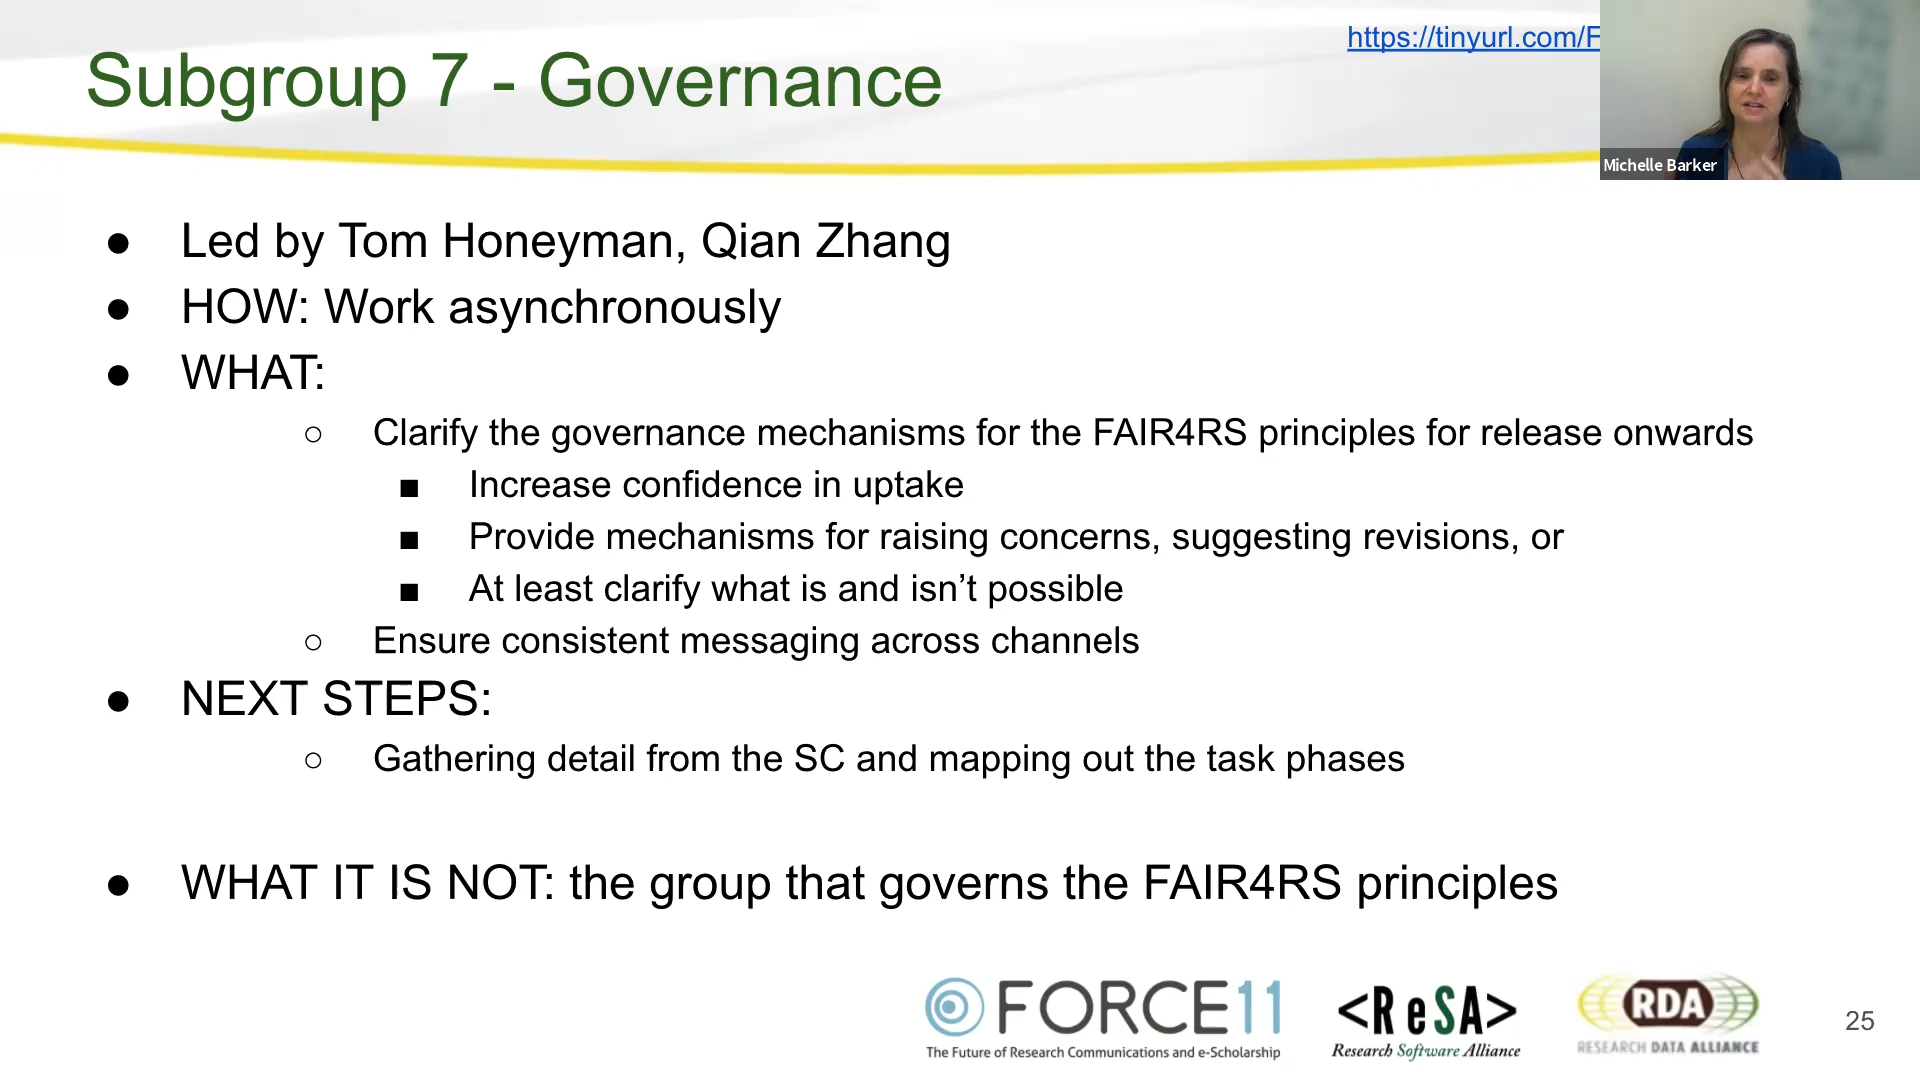 https://tinyurl.com/F
Subgroup 7 - Governance
Michelle Barker
● Led by Tom Honeyman, Qian Zhang
● HOW: Work asynchronously
● WHAT:
○ Clarify the governance mechanisms for the FAIR4RS principles for release onwards
■ Increase confidence in uptake
■ Provide mechanisms for raising concerns, suggesting revisions, or
■ At least clarify what is and isn’t possible
○ Ensure consistent messaging across channels
● NEXT STEPS:
○ Gathering detail from the SC and mapping out the task phases
● WHAT IT IS NOT: the group that governs the FAIR4RS principles
FORCE11
The Future of Research Communications and e-Scholarship
<ReSA>
Research Software Alliance
RDA
RESEARCH DATA ALLIANCE
25